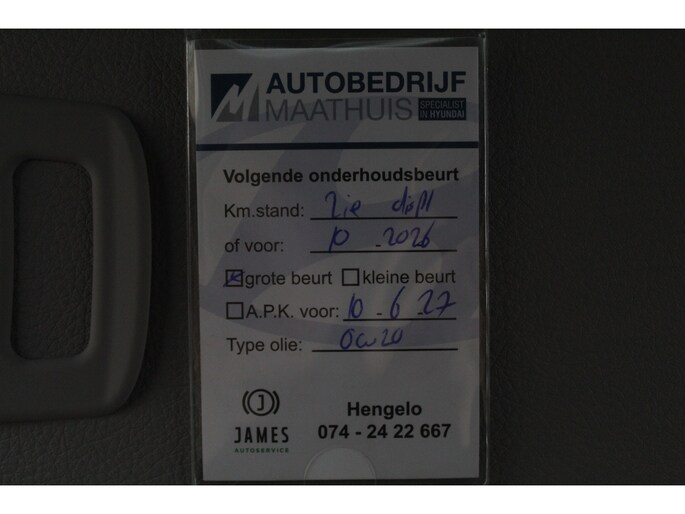 AUTOBEDRIJF
MAATHUIS SPECIALIST IN HYUNDAI
Volgende onderhoudsbeurt
Km.stand: Zie displ
of voor: 10 - 2026
grote beurt kleine beurt
A.P.K. voor: 10 - 6 - 27
Type olie: 0w20
JAMES
AUTOSERVICE
Hengelo
074 - 24 22 667